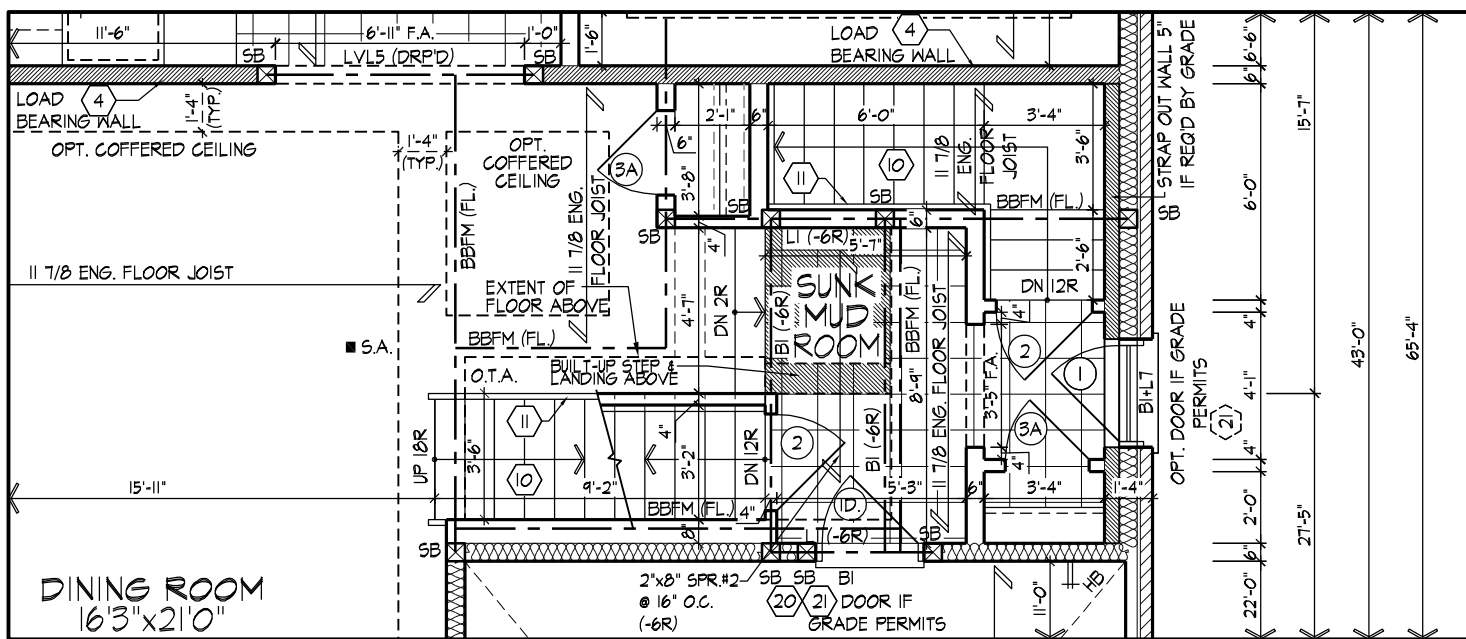 11'-6"
6'-11" F.A.
1'-0"
1'-6"
LVL5 (DRP'D)
SB
SB
LOAD
BEARING WALL
4
LOAD
BEARING WALL
4
1'-4"
(TYP.)
OPT. COFFERED CEILING
1'-4"
(TYP.)
OPT.
COFFERED
CEILING
BBFM (FL.)
11 7/8 ENG.
FLOOR JOIST
3A
6"
2'-1"
6"
3'-8"
SB
SB
6'-0"
3'-4"
10
11
11 7/8
ENG.
FLOOR
JOIST
3'-6"
SB
BBFM (FL.)
SB
STRAP OUT WALL 5"
IF REQ'D BY GRADE
6"
2'-6"
DN 12R
4"
4"
L1 (-6R)
5'-7"
SUNK
MUD
ROOM
B1 (-6R)
BBFM (FL.)
11 7/8 ENG. FLOOR JOIST
8'-9"
DN 2R
4'-7"
11 7/8 ENG. FLOOR JOIST
EXTENT OF
FLOOR ABOVE
BBFM (FL.)
S.A.
O.T.A.
BUILT-UP STEP &
LANDING ABOVE
2
1
3'-5" F.A.
3A
4"
B1+L7
OPT. DOOR IF GRADE
PERMITS
21
UP 18R
3'-6"
11
10
4"
9'-2"
3'-2"
DN 12R
2
B1 (-6R)
15'-11"
5'-3"
6"
3'-4"
1'-4"
BBFM (FL.)
4"
8"
1D.
(-6R)
SB
SB
DINING ROOM
16'3"x21'0"
2"x8" SPR.#2
@ 16" O.C.
(-6R)
SB
SB
B1
20
21
DOOR IF
GRADE PERMITS
11'-0"
HB
6'-6"
6"
6'-0"
4"
4'-1"
4"
2'-0"
6"
22'-0"
15'-7"
27'-5"
43'-0"
65'-4"